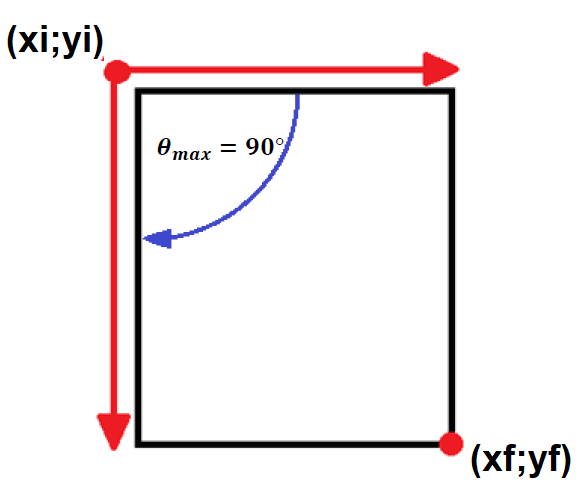 (xi;yi)
θmax = 90°
(xf;yf)